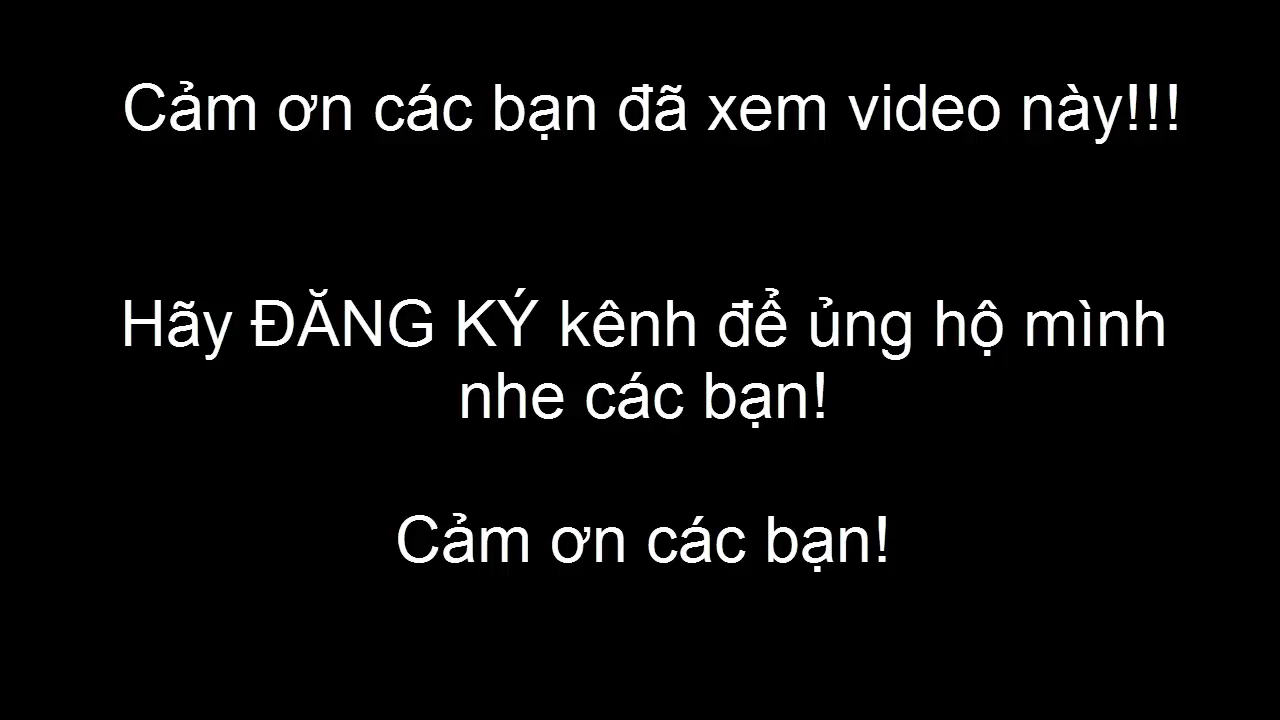 Cảm ơn các bạn đã xem video này!!!
Hãy ĐĂNG KÝ kênh để ủng hộ mình
nhe các bạn!
Cảm ơn các bạn!